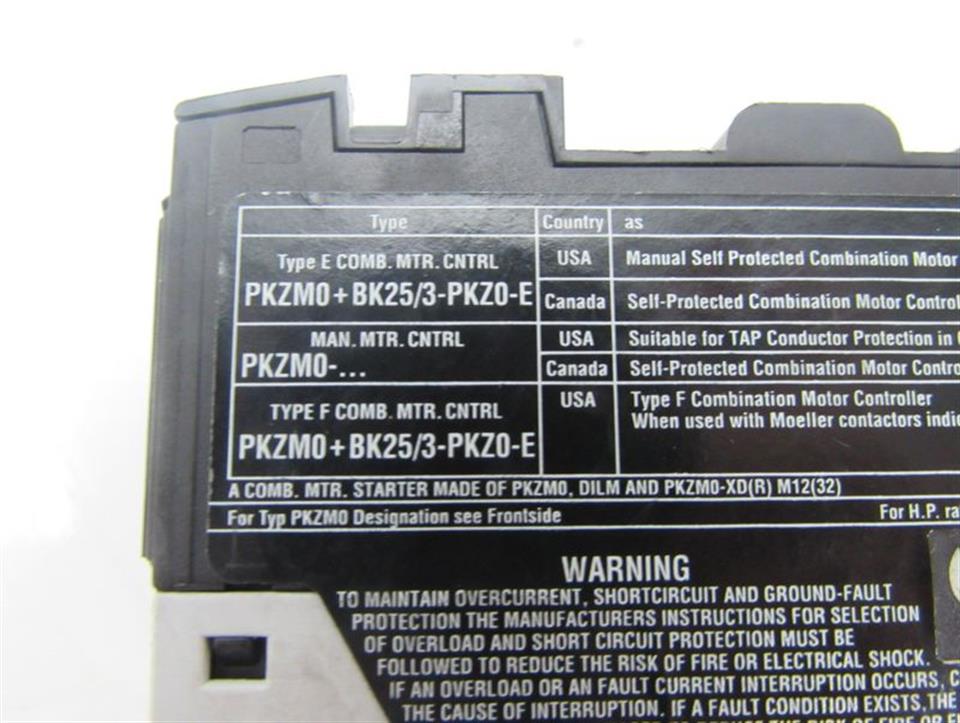 Type Country as
Type E COMB. MTR. CNTRL USA Manual Self Protected Combination Motor
PKZM0+BK25/3-PKZ0-E Canada Self-Protected Combination Motor Control
MAN. MTR. CNTRL USA Suitable for TAP Conductor Protection in
PKZM0-... Canada Self-Protected Combination Motor Contro
TYPE F COMB. MTR. CNTRL USA Type F Combination Motor Controller
When used with Moeller contactors indi
PKZM0+BK25/3-PKZ0-E
A COMB. MTR. STARTER MADE OF PKZM0, DILM AND PKZM0-XD(R) M12(32)
For Typ PKZM0 Designation see Frontside For H.P. ra
WARNING
TO MAINTAIN OVERCURRENT, SHORTCIRCUIT AND GROUND-FAULT
PROTECTION THE MANUFACTURERS INSTRUCTIONS FOR SELECTION
OF OVERLOAD AND SHORT CIRCUIT PROTECTION MUST BE
FOLLOWED TO REDUCE THE RISK OF FIRE OR ELECTRICAL SHOCK.
IF AN OVERLOAD OR AN FAULT CURRENT INTERRUPTION OCCURS, C
THE CAUSE OF INTERRUPTION. IF A FAULT CONDITION EXISTS,THE